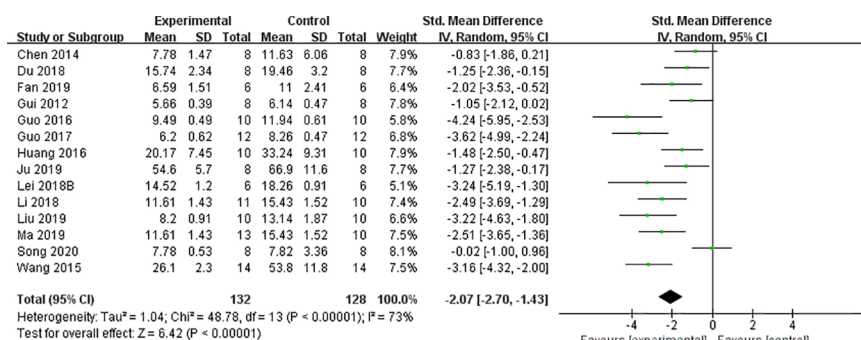 Experimental Control Std. Mean Difference Std. Mean Difference
Study or Subgroup Mean SD Total Mean SD Total Weight IV, Random, 95% CI IV, Random, 95% CI
Chen 2014 7.78 1.47 8 11.63 6.06 8 7.9% -0.83 [-1.86, 0.21]
Du 2018 15.74 2.34 8 19.46 3.2 8 7.7% -1.25 [-2.36, -0.15]
Fan 2019 6.59 1.51 6 11 2.41 6 6.6% -2.02 [-3.53, -0.52]
Gui 2012 5.66 0.39 8 6.14 0.47 8 7.8% -1.05 [-2.12, 0.02]
Guo 2016 9.49 0.49 10 11.94 0.61 10 6.1% -4.24 [-5.95, -2.53]
Guo 2017 6.2 0.62 12 8.26 0.47 12 7.0% -3.62 [-4.99, -2.24]
Huang 2016 20.17 7.45 10 33.24 9.31 10 7.9% -1.48 [-2.50, -0.47]
Ju 2019 54.6 5.7 8 66.9 11.6 8 7.7% -1.27 [-2.38, -0.17]
Lei 2018B 14.52 1.2 6 18.26 0.91 6 5.5% -3.24 [-5.19, -1.30]
Li 2018 11.61 1.43 11 15.43 1.52 10 7.4% -2.49 [-3.69, -1.29]
Liu 2019 8.2 0.91 10 13.14 1.87 10 6.9% -3.22 [-4.63, -1.80]
Ma 2019 11.61 1.43 13 15.43 1.52 10 7.6% -2.51 [-3.65, -1.36]
Song 2020 7.78 0.53 8 7.82 3.36 8 8.0% -0.02 [-1.00, 0.96]
Wang 2015 26.1 2.3 14 53.8 11.8 14 7.5% -3.16 [-4.32, -2.00]
Total (95% CI) 132 128 100.0% -2.07 [-2.70, -1.43]
Heterogeneity: Tau² = 1.04; Chi² = 48.78, df = 13 (P < 0.00001); I² = 73%
Test for overall effect: Z = 6.42 (P < 0.00001)
-4 -2 0 2 4
Favours [experimental] Favours [control]